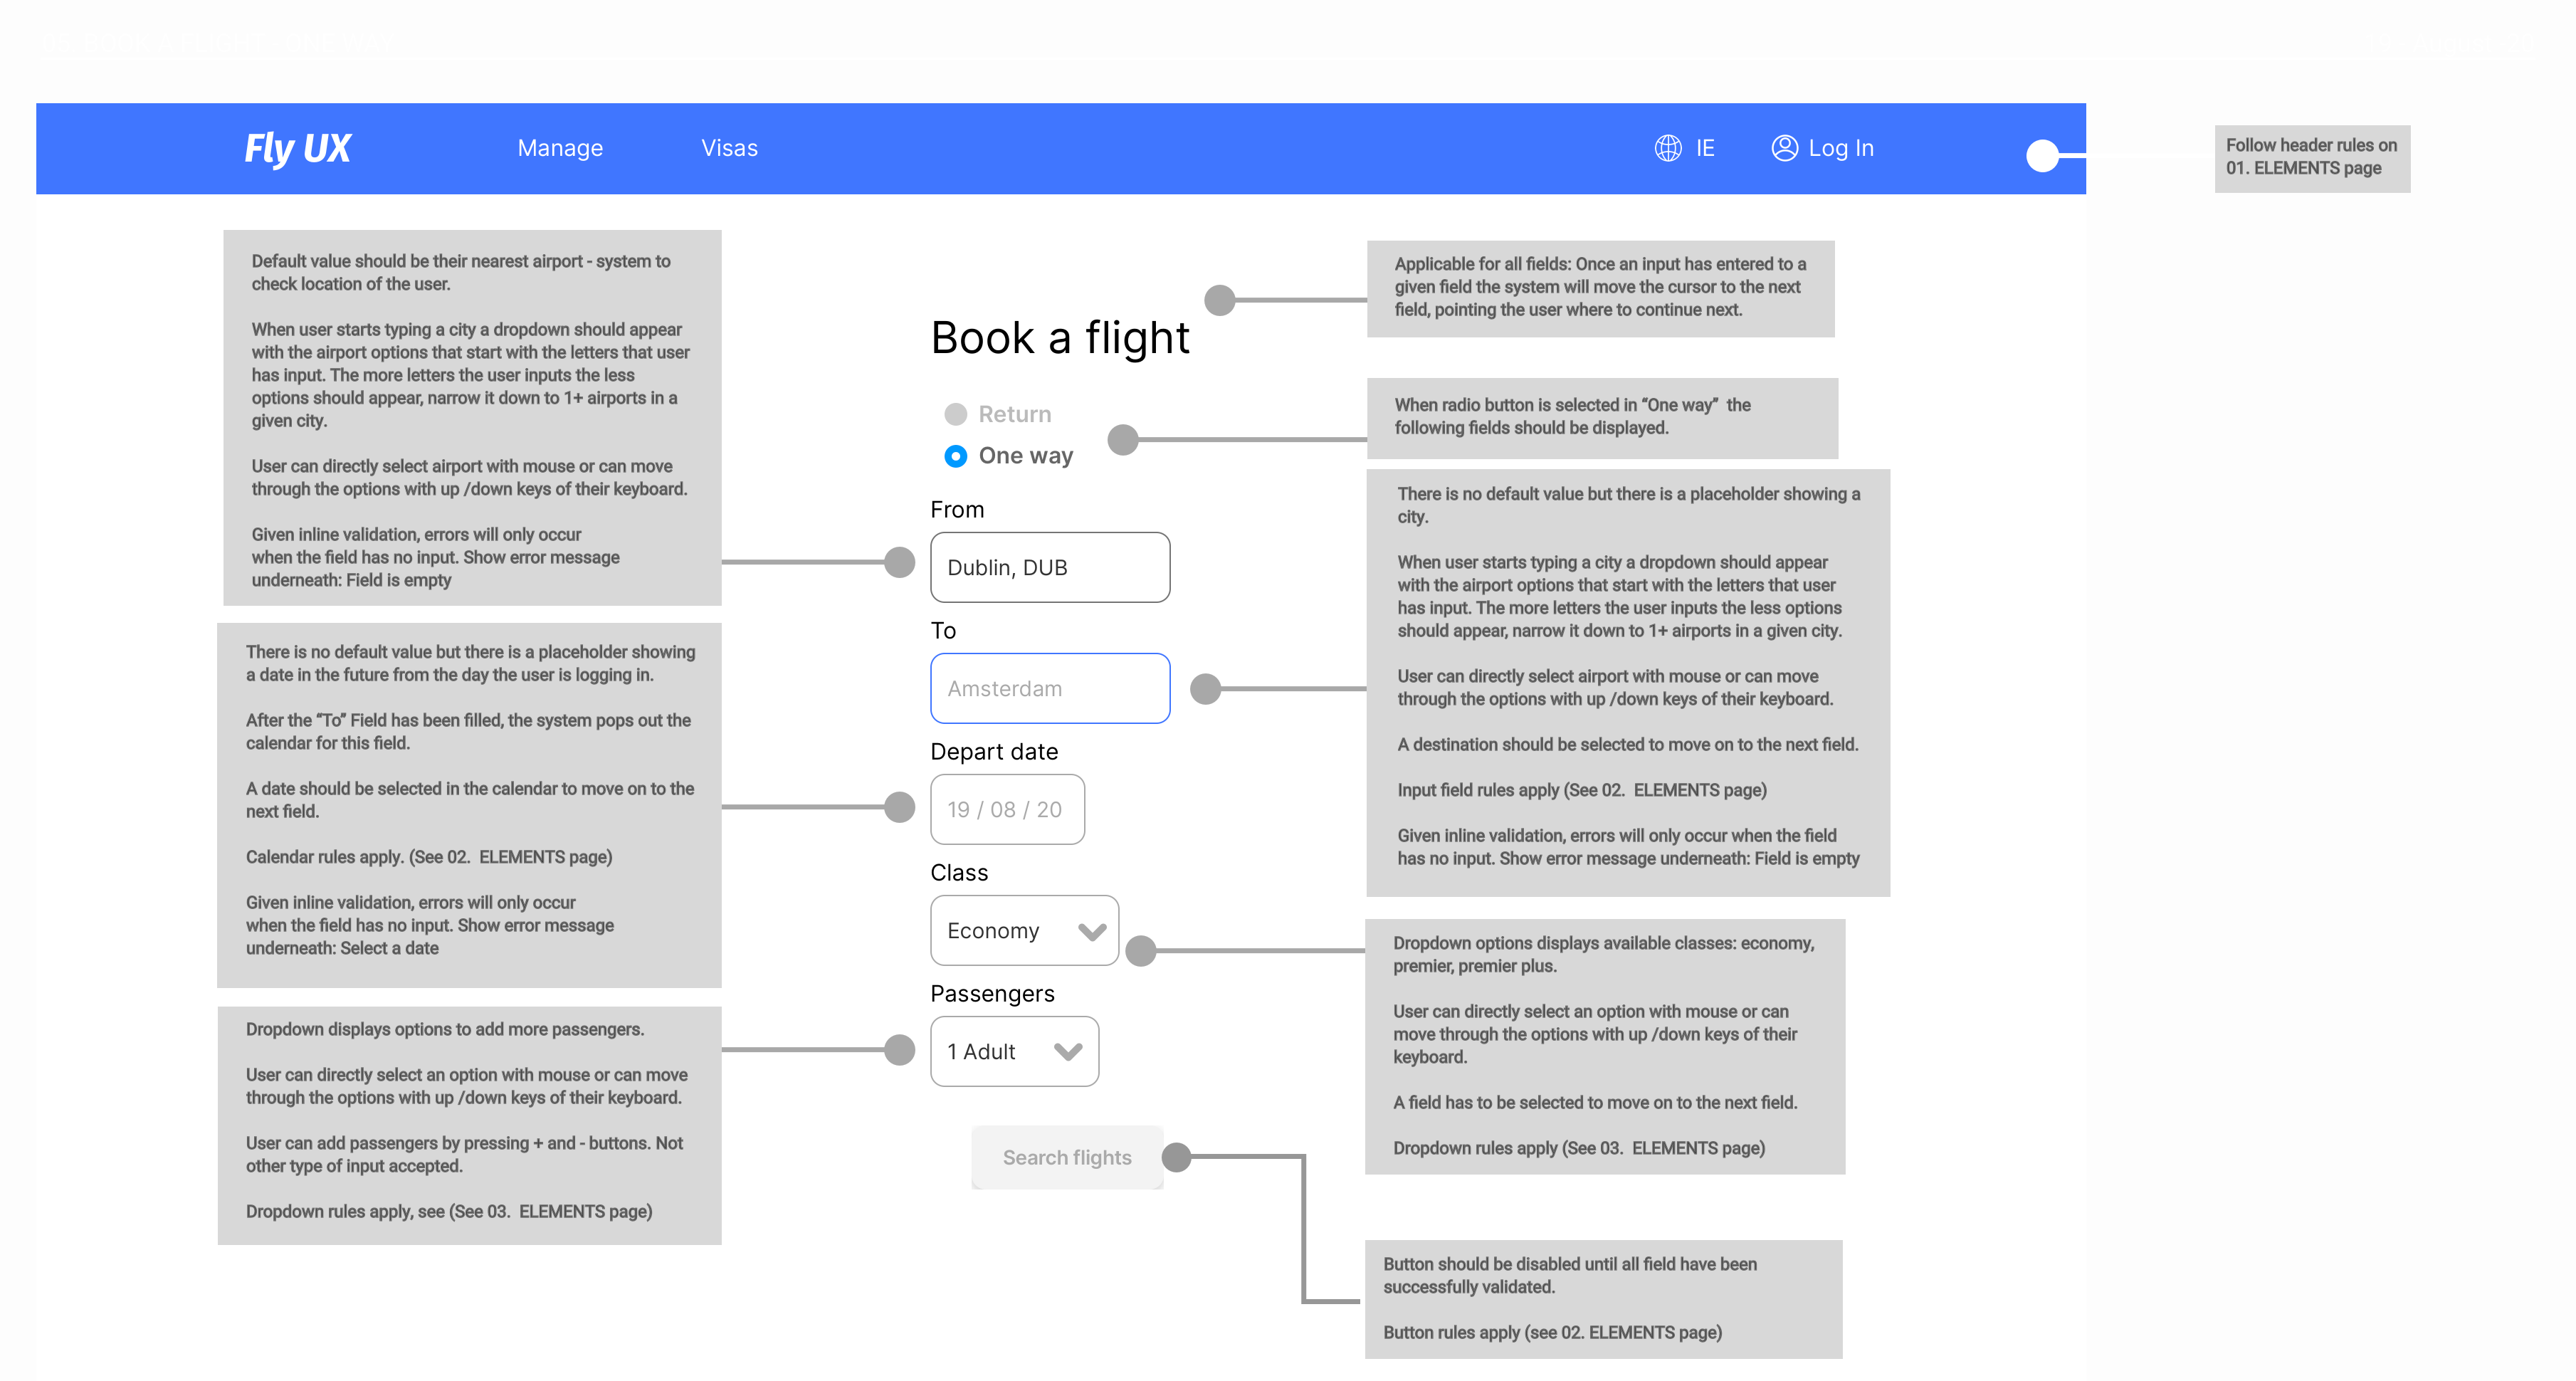 Fly UX
Manage
Visas
IE
Log In
Follow header rules on
01. ELEMENTS page
Default value should be their nearest airport - system to
check location of the user.
When user starts typing a city a dropdown should appear
with the airport options that start with the letters that user
has input. The more letters the user inputs the less
options should appear, narrow it down to 1+ airports in a
given city.
User can directly select airport with mouse or can move
through the options with up /down keys of their keyboard.
Given inline validation, errors will only occur
when the field has no input. Show error message
underneath: Field is empty
There is no default value but there is a placeholder showing
a date in the future from the day the user is logging in.
After the “To” Field has been filled, the system pops out the
calendar for this field.
A date should be selected in the calendar to move on to the
next field.
Calendar rules apply. (See 02. ELEMENTS page)
Given inline validation, errors will only occur
when the field has no input. Show error message
underneath: Select a date
Dropdown displays options to add more passengers.
User can directly select an option with mouse or can move
through the options with up /down keys of their keyboard.
User can add passengers by pressing + and - buttons. Not
other type of input accepted.
Dropdown rules apply, see (See 03. ELEMENTS page)
Book a flight
Return
One way
From
Dublin, DUB
To
Amsterdam
Depart date
19 / 08 / 20
Class
Economy
Passengers
1 Adult
Search flights
Applicable for all fields: Once an input has entered to a
given field the system will move the cursor to the next
field, pointing the user where to continue next.
When radio button is selected in “One way” the
following fields should be displayed.
There is no default value but there is a placeholder showing a
city.
When user starts typing a city a dropdown should appear
with the airport options that start with the letters that user
has input. The more letters the user inputs the less options
should appear, narrow it down to 1+ airports in a given city.
User can directly select airport with mouse or can move
through the options with up /down keys of their keyboard.
A destination should be selected to move on to the next field.
Input field rules apply (See 02. ELEMENTS page)
Given inline validation, errors will only occur when the field
has no input. Show error message underneath: Field is empty
Dropdown options displays available classes: economy,
premier, premier plus.
User can directly select an option with mouse or can
move through the options with up /down keys of their
keyboard.
A field has to be selected to move on to the next field.
Dropdown rules apply (See 03. ELEMENTS page)
Button should be disabled until all field have been
successfully validated.
Button rules apply (see 02. ELEMENTS page)